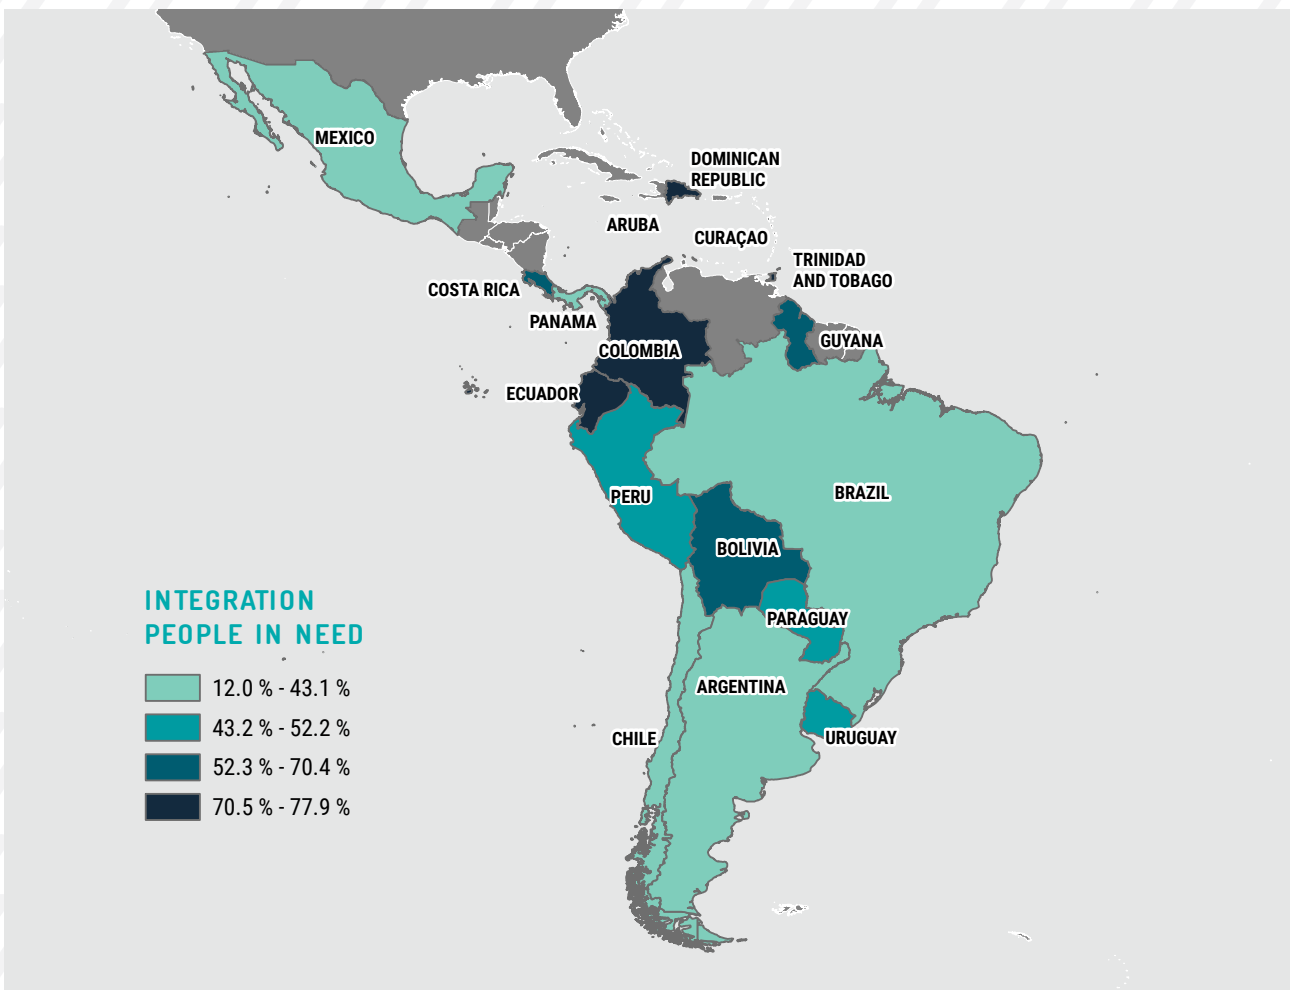 MEXICO
DOMINICAN
REPUBLIC
ARUBA
CURAÇAO
TRINIDAD
AND TOBAGO
COSTA RICA
PANAMA
GUYANA
COLOMBIA
ECUADOR
PERU
BRAZIL
BOLIVIA
PARAGUAY
ARGENTINA
CHILE
URUGUAY
INTEGRATION
PEOPLE IN NEED
12.0 % - 43.1 %
43.2 % - 52.2 %
52.3 % - 70.4 %
70.5 % - 77.9 %